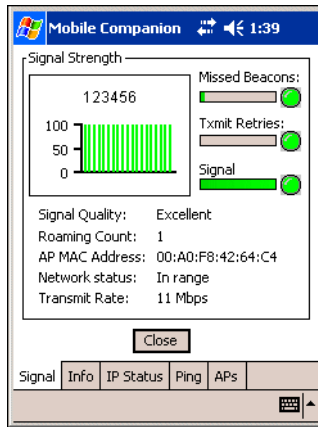 Mobile Companion 1:39
Signal Strength
Missed Beacons:
123456
Txmit Retries:
100
50
0
Signal
Signal Quality: Excellent
Roaming Count: 1
AP MAC Address: 00:A0:F8:42:64:C4
Network status: In range
Transmit Rate: 11 Mbps
Close
Signal Info IP Status Ping APs